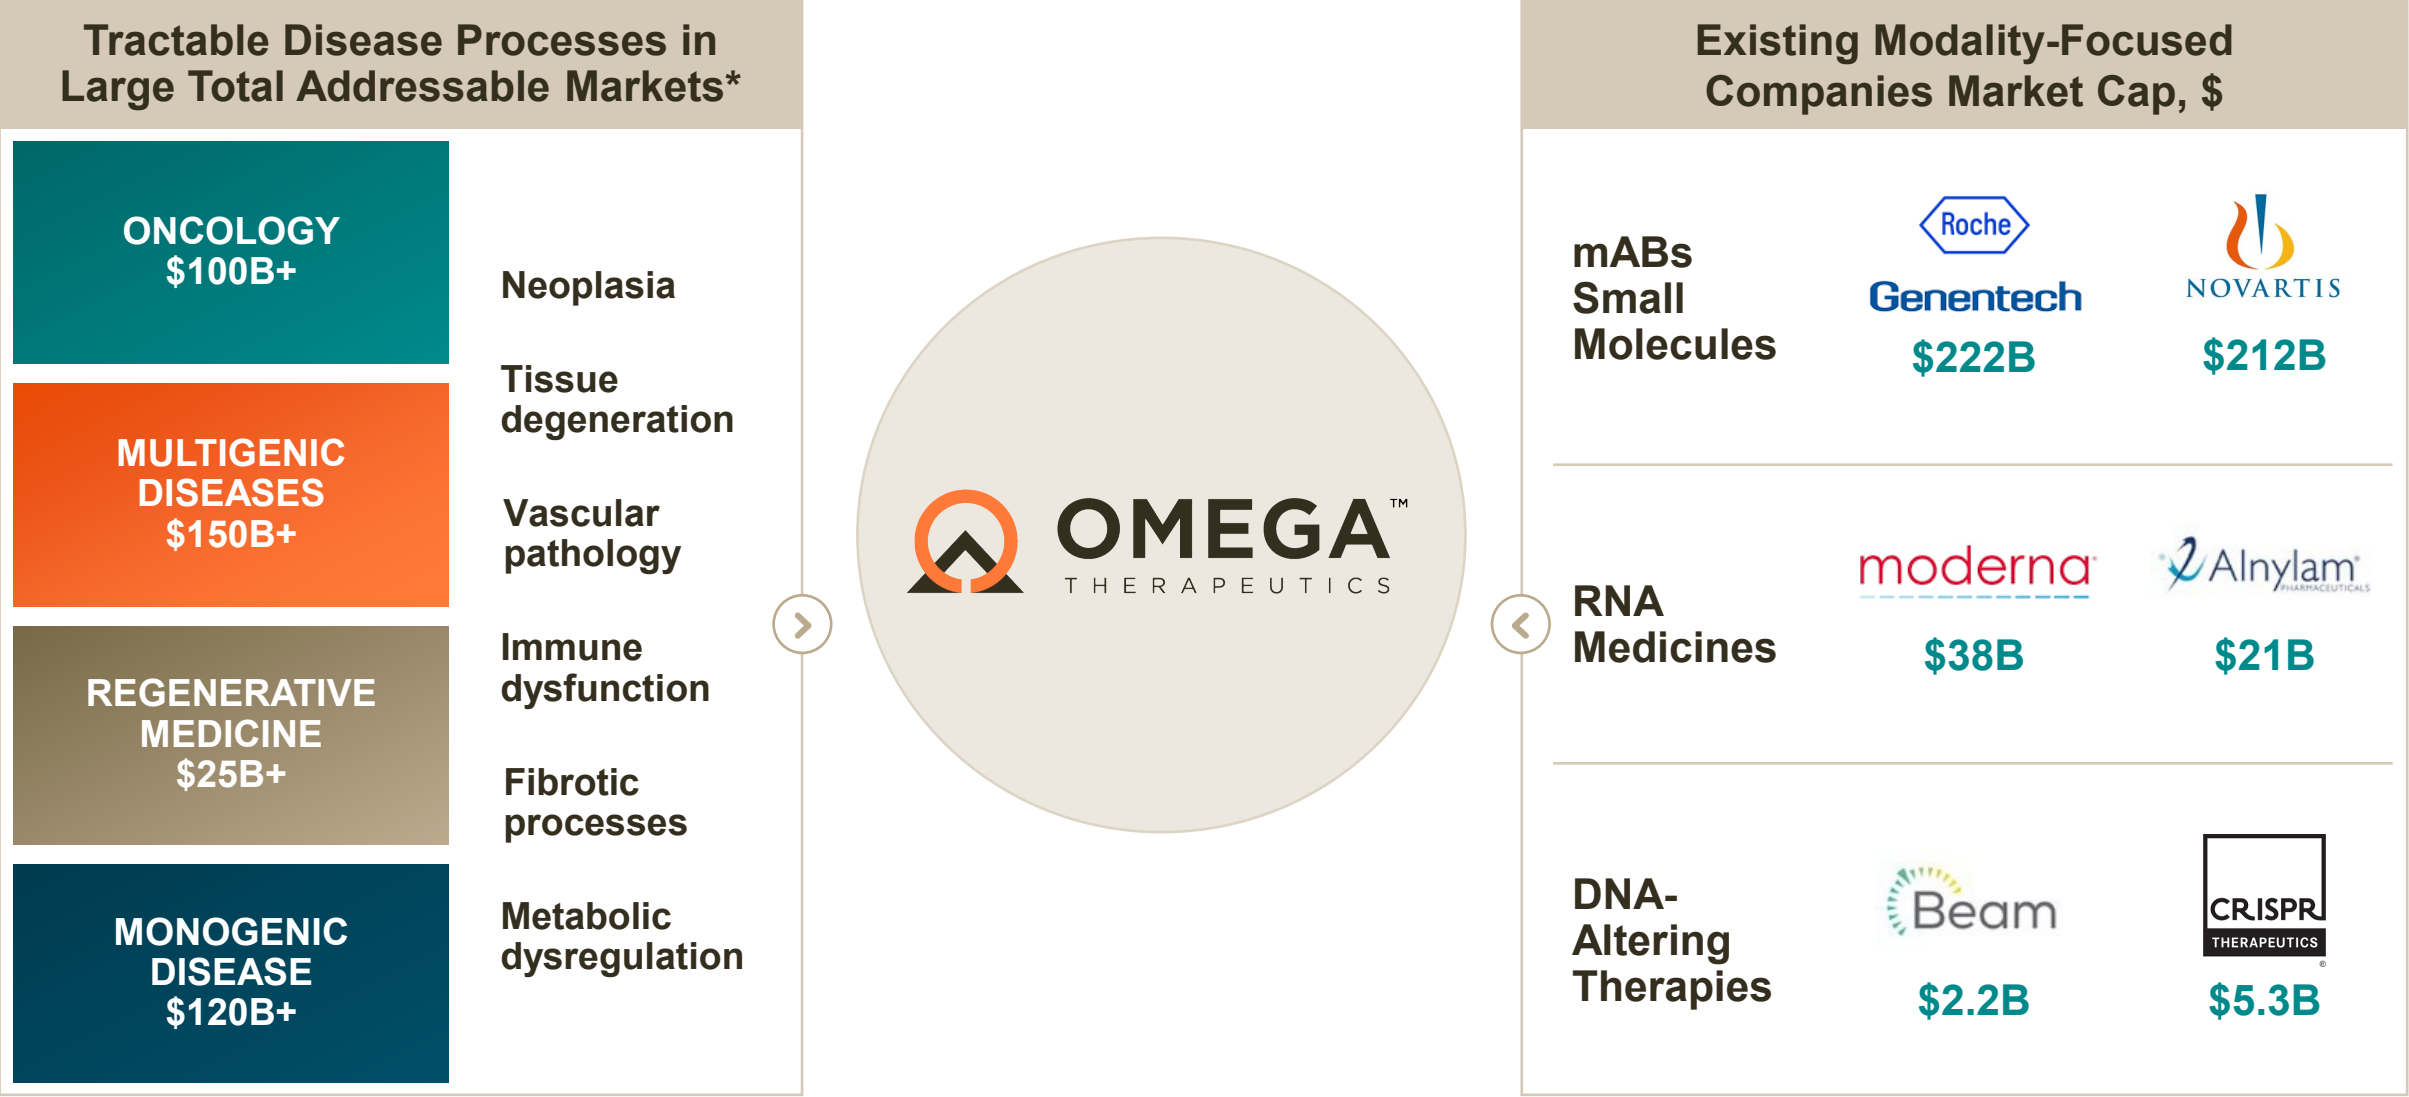 Tractable Disease Processes in
Large Total Addressable Markets*
ONCOLOGY
$100B+
MULTIGENIC
DISEASES
$150B+
REGENERATIVE
MEDICINE
$25B+
MONOGENIC
DISEASE
$120B+
Neoplasia
Tissue
degeneration
Vascular
pathology
Immune
dysfunction
Fibrotic
processes
Metabolic
dysregulation
OMEGA™
THERAPEUTICS
Existing Modality-Focused
Companies Market Cap, $
mABs
Small
Molecules
Roche
Genentech
$222B
NOVARTIS
$212B
RNA
Medicines
moderna
$38B
Alnylam
PHARMACEUTICALS
$21B
DNA-
Altering
Therapies
Beam
$2.2B
CRISPR
THERAPEUTICS
®
$5.3B